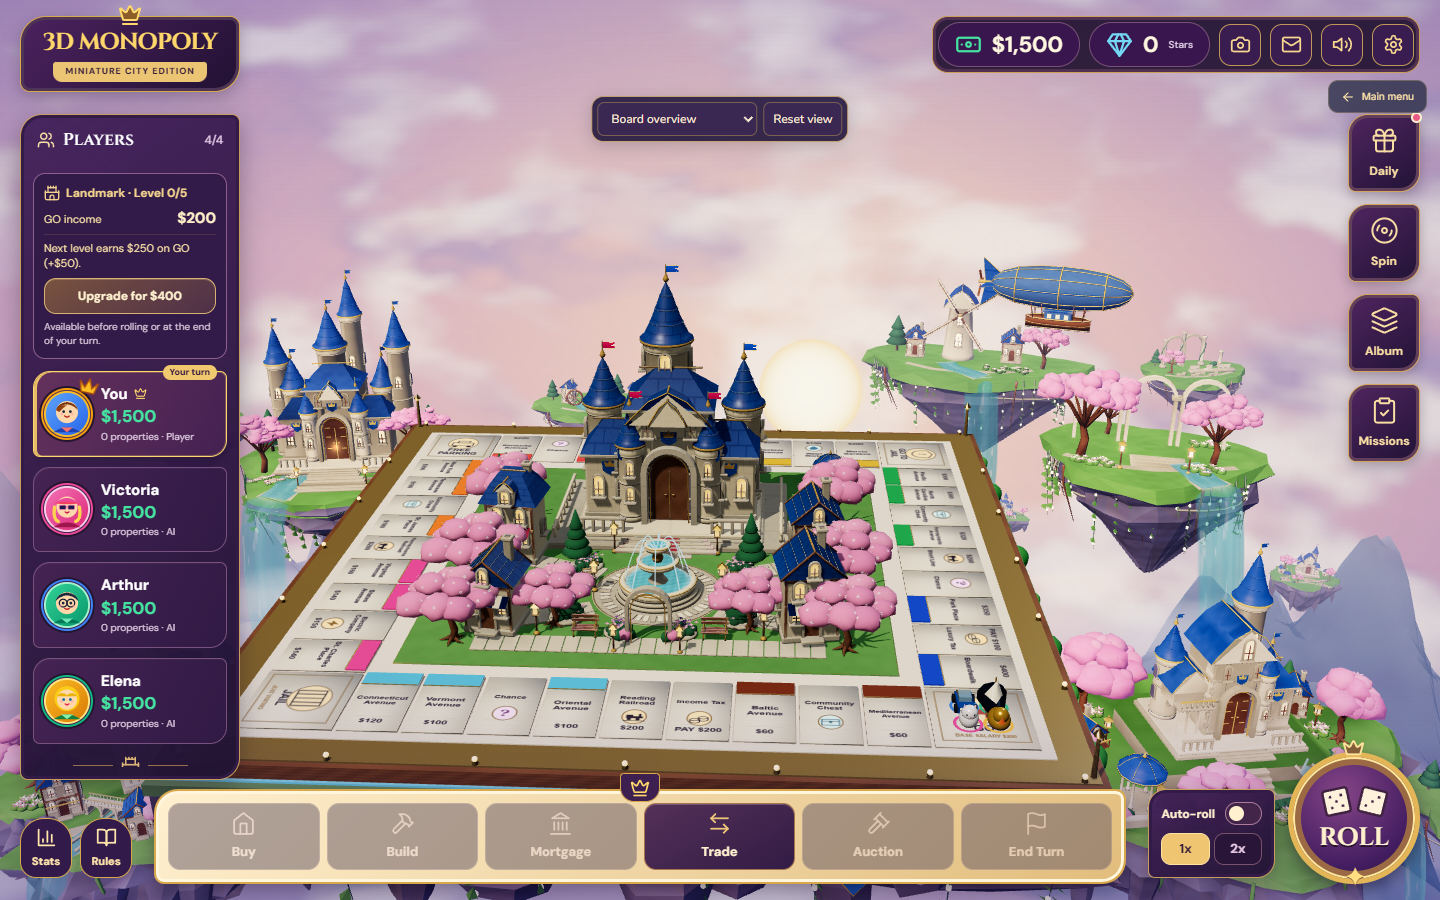 3D MONOPOLY
MINIATURE CITY EDITION
$1,500
0 Stars
Main menu
Board overview
Reset view
PLAYERS 4/4
Landmark · Level 0/5
GO income $200
Next level earns $250 on GO
(+$50).
Upgrade for $400
Available before rolling or at the end
of your turn.
Your turn
You
$1,500
0 properties · Player
Victoria
$1,500
0 properties · AI
Arthur
$1,500
0 properties · AI
Elena
$1,500
0 properties · AI
Daily
Spin
Album
Missions
FREE
PARKING
JAIL
Connecticut
Avenue
$120
Vermont
Avenue
$100
Chance
?
Oriental
Avenue
$100
Reading
Railroad
$200
Income Tax
PAY $200
Baltic
Avenue
$60
Community
Chest
Mediterranean
Avenue
$60
Stats
Rules
Buy
Build
Mortgage
Trade
Auction
End Turn
Auto-roll
1x
2x
ROLL